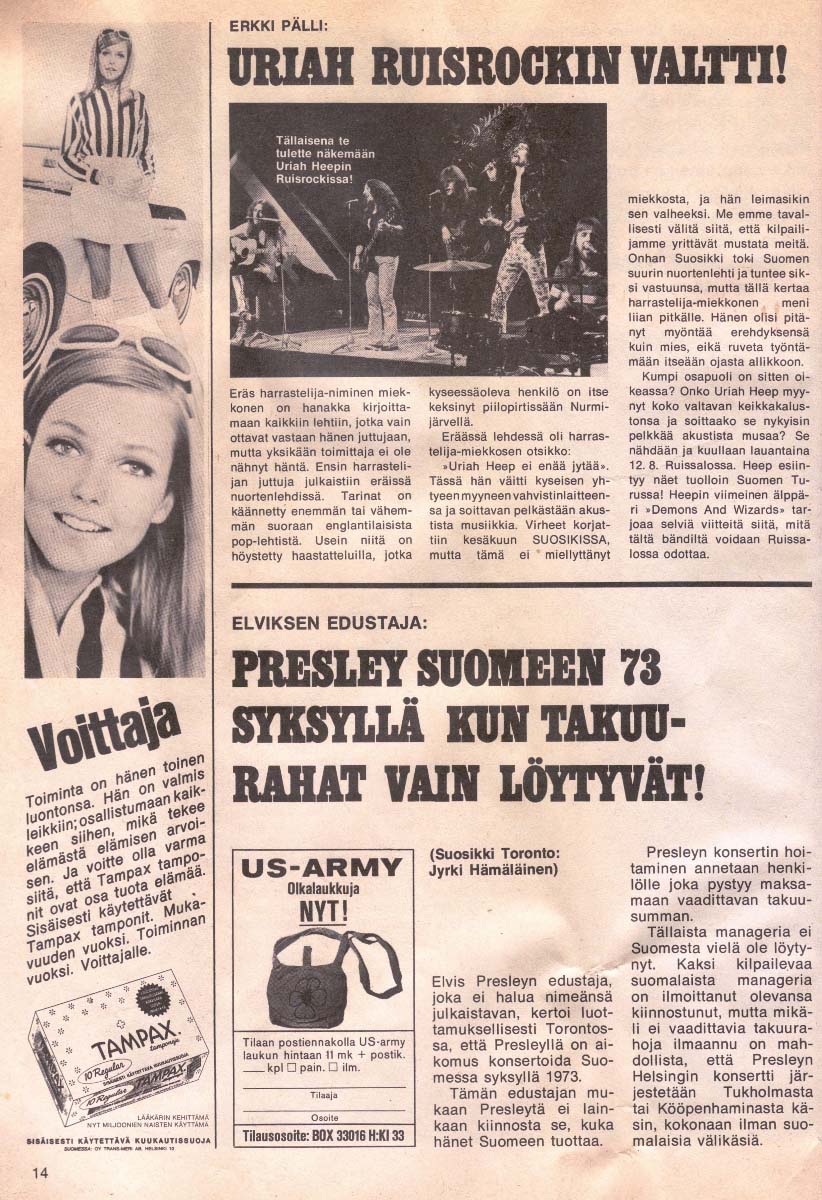 ERKKI PÄLLI:
URIAH RUISROCKIN VALTTI!
Tällaisena te
tulette näkemään
Uriah Heepin
Ruisrockissa!
Eräs harrastelija-niminen miek-
konen on hanakka kirjoitta-
maan kaikkiin lehtiin, jotka vain
ottavat vastaan hänen juttujaan,
mutta yksikään toimittaja ei ole
nähnyt häntä. Ensin harrasteli-
jan juttuja julkaistiin eräissä
nuortenlehdissä. Tarinat on
käännetty enemmän tai vähem-
män suoraan englantilaisista
pop-lehtistä. Usein niitä on
höystetty haastatteluilla, jotka
kyseessäoleva henkilö on itse
keksinyt piilopirtissään Nurmi-
järvellä.
Eräässä lehdessä oli harras-
telija-miekkosen otsikko:
»Uriah Heep ei enää jytää».
Tässä hän väitti kyseisen yh-
tyeen myyneen vahvistinlaitteen-
sa ja soittavan pelkästään akus-
tista musiikkia. Virheet korjat-
tiin kesäkuun SUOSIKISSA,
mutta tämä ei miellyttänyt
miekkosta, ja hän leimasikin
sen valheeksi. Me emme taval-
lisesti välitä siitä, että kilpaili-
jamme yrittävät mustata meitä.
Onhan Suosikki toki Suomen
suurin nuortenlehti ja tuntee sik-
si vastuunsa, mutta tällä kertaa
harrastelija-miekkonen meni
liian pitkälle. Hänen olisi pitä-
nyt myöntää erehdyksensä
kuin mies, eikä ruveta työntä-
mään itseään ojasta allikkoon.
Kumpi osapuoli on sitten oi-
keassa? Onko Uriah Heep myy-
nyt koko valtavan keikkakalus-
tonsa ja soittaako se nykyisin
pelkkää akustista musaa? Se
nähdään ja kuullaan lauantaina
12. 8. Ruissalossa. Heep esiin-
tyy näet tuolloin Suomen Tu-
russa! Heepin viimeinen älppä-
ri »Demons And Wizards» tar-
joaa selviä viitteitä siitä, mitä
tältä bändiltä voidaan Ruissa-
lossa odottaa.
ELVIKSEN EDUSTAJA:
PRESLEY SUOMEEN 73
SYKSYLLÄ KUN TAKUU-
RAHAT VAIN LÖYTYVÄT!
(Suosikki Toronto:
Jyrki Hämäläinen)
Elvis Presleyn edustaja,
joka ei halua nimeänsä
julkaistavan, kertoi luot-
tamuksellisesti Torontos-
sa, että Presleyllä on ai-
komus konsertoida Suo-
messa syksyllä 1973.
Tämän edustajan mu-
kaan Presleytä ei lain-
kaan kiinnosta se, kuka
hänet Suomeen tuottaa.
Presleyn konsertin hoi-
taminen annetaan henki-
lölle joka pystyy maksa-
maan vaadittavan takuu-
summan.
Tällaista manageria ei
Suomesta vielä ole löyty-
nyt. Kaksi kilpailevaa
suomalaista manageria
on ilmoittanut olevansa
kiinnostunut, mutta mikä-
li ei vaadittavia takuura-
hoja ilmaannu on mah-
dollista, että Presleyn
Helsingin konsertti jär-
jestetään Tukholmasta
tai Kööpenhaminasta kä-
sin, kokonaan ilman suo-
malaisia välikäsiä.
US-ARMY
Olkalaukkuja
NYT!
Tilaan postiennakolla US-army
laukun hintaan 11 mk + postik.
kpl □ pain. □ ilm.
Tilaaja
Osoite
Tilausosoite: BOX 33016 H:KI 33
Voittaja
Toiminta on hänen toinen
luontonsa. Hän on valmis
leikkiin; osallistumaan kaik-
keen siihen, mikä tekee
elämästä elämisen arvoi-
sen. Ja voitte olla varma
siitä, että Tampax tampo-
nit ovat osa tuota elämää.
Sisäisesti käytettävät
Tampax tamponit. Muka-
vuuden vuoksi. Toiminnan
vuoksi. Voittajalle.
TAMPAX
tamponeja
10 Regular
SISÄISESTI KÄYTETTÄVÄ KUUKAUTISSUOJA
10 Regular TAMPAX
LÄÄKÄRIN KEHITTÄMÄ
NYT MILJOONIEN NAISTEN KÄYTTÄMÄ
SISÄISESTI KÄYTETTÄVÄ KUUKAUTISSUOJA
SUOMESSA: OY TRANS-MERI AB, HELSINKI 10
14